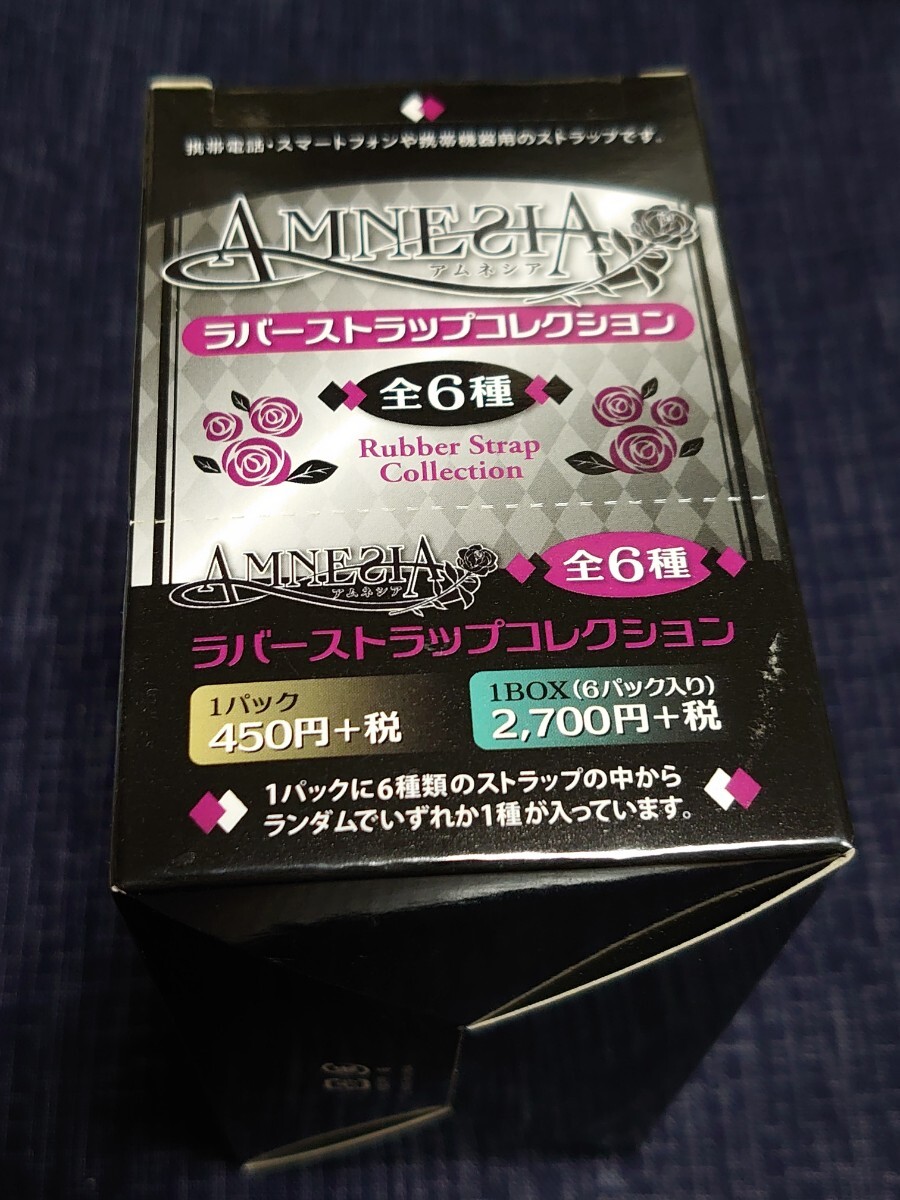 携帯電話・スマートフォンや携帯機器用のストラップです。
AMNESIA
アムネシア
ラバーストラップコレクション
全6種
Rubber Strap
Collection
AMNESIA
アムネシア
全6種
ラバーストラップコレクション
1パック
450円+税
1BOX(6パック入り)
2,700円+税
1パックに6種類のストラップの中から
ランダムでいずれか1種が入っています。